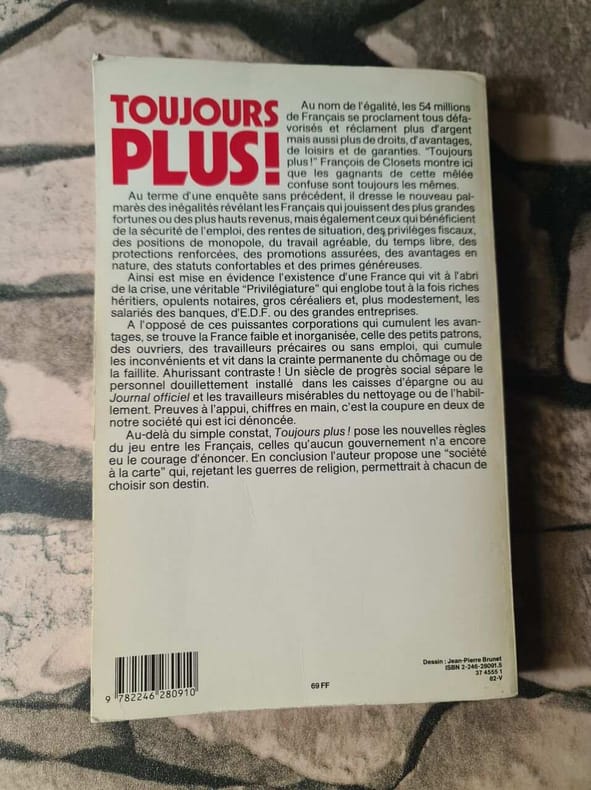 TOUJOURS
PLUS!
Au nom de l'égalité, les 54 millions
de Français se proclament tous défa-
vorisés et réclament plus d'argent
mais aussi plus de droits, d'avantages,
de loisirs et de garanties. "Toujours
plus!" François de Closets montre ici
que les gagnants de cette mêlée
confuse sont toujours les mêmes.
Au terme d'une enquête sans précédent, il dresse le nouveau pal-
marès des inégalités révélant les Français qui jouissent des plus grandes
fortunes ou des plus hauts revenus, mais également ceux qui bénéficient
de la sécurité de l'emploi, des rentes de situation, des privilèges fiscaux,
des positions de monopole, du travail agréable, du temps libre, des
protections renforcées, des promotions assurées, des avantages en
nature, des statuts confortables et des primes généreuses.
Ainsi est mise en évidence l'existence d'une France qui vit à l'abri
de la crise, une véritable "Privilégiature" qui englobe tout à la fois riches
héritiers, opulents notaires, gros céréaliers et, plus modestement, les
salariés des banques, d'E.D.F. ou des grandes entreprises.
A l'opposé de ces puissantes corporations qui cumulent les avan-
tages, se trouve la France faible et inorganisée, celle des petits patrons,
des ouvriers, des travailleurs précaires ou sans emploi, qui cumule
les inconvénients et vit dans la crainte permanente du chômage ou de
la faillite. Ahurissant contraste! Un siècle de progrès social sépare le
personnel douillettement installé dans les caisses d'épargne ou au
Journal officiel et les travailleurs misérables du nettoyage ou de l'habil-
lement. Preuves à l'appui, chiffres en main, c'est la coupure en deux de
notre société qui est ici dénoncée.
Au-delà du simple constat, Toujours plus! pose les nouvelles règles
du jeu entre les Français, celles qu'aucun gouvernement n'a encore
eu le courage d'énoncer. En conclusion l'auteur propose une "société
à la carte" qui, rejetant les guerres de religion, permettrait à chacun de
choisir son destin.
Dessin : Jean-Pierre Brunet
ISBN 2-246-28091.5
37 4555 1
82-V
69 FF
9 782246 280910